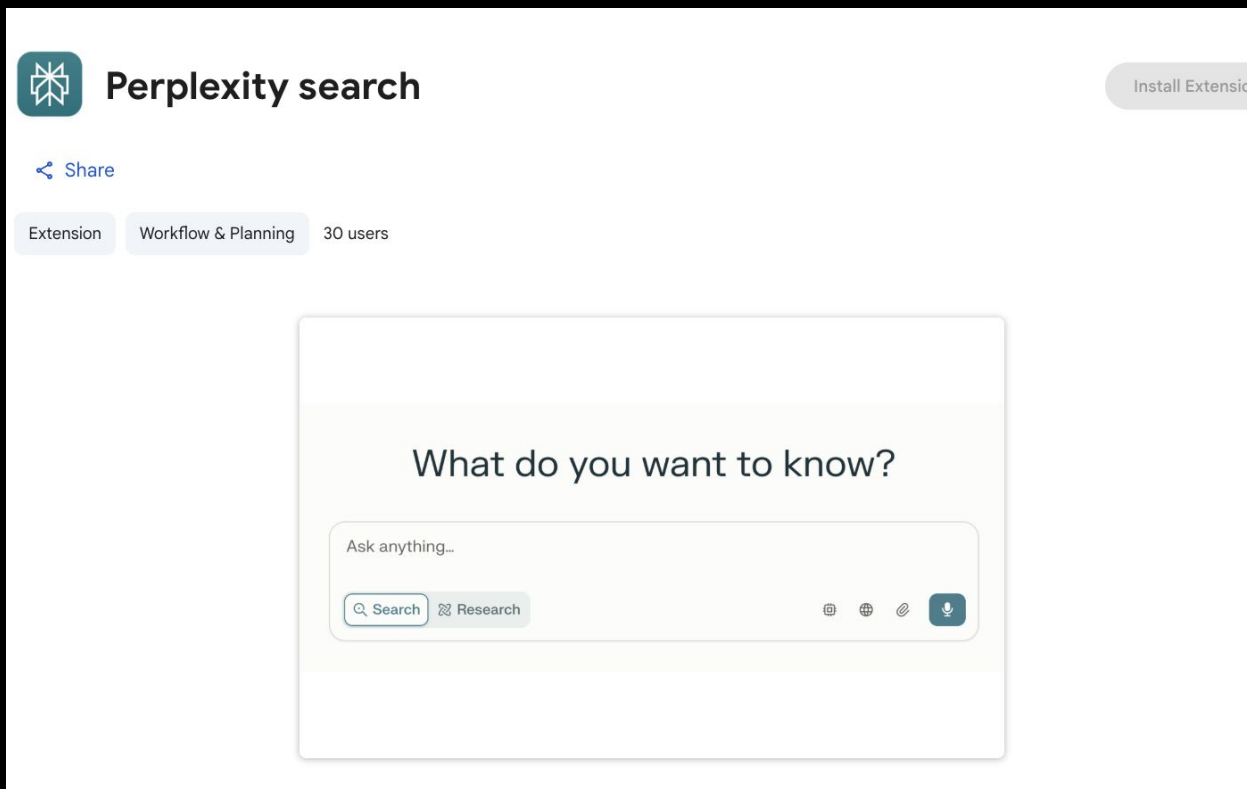 Perplexity search
Install Extensio
Share
Extension Workflow & Planning 30 users
What do you want to know?
Ask anything…
Search Research